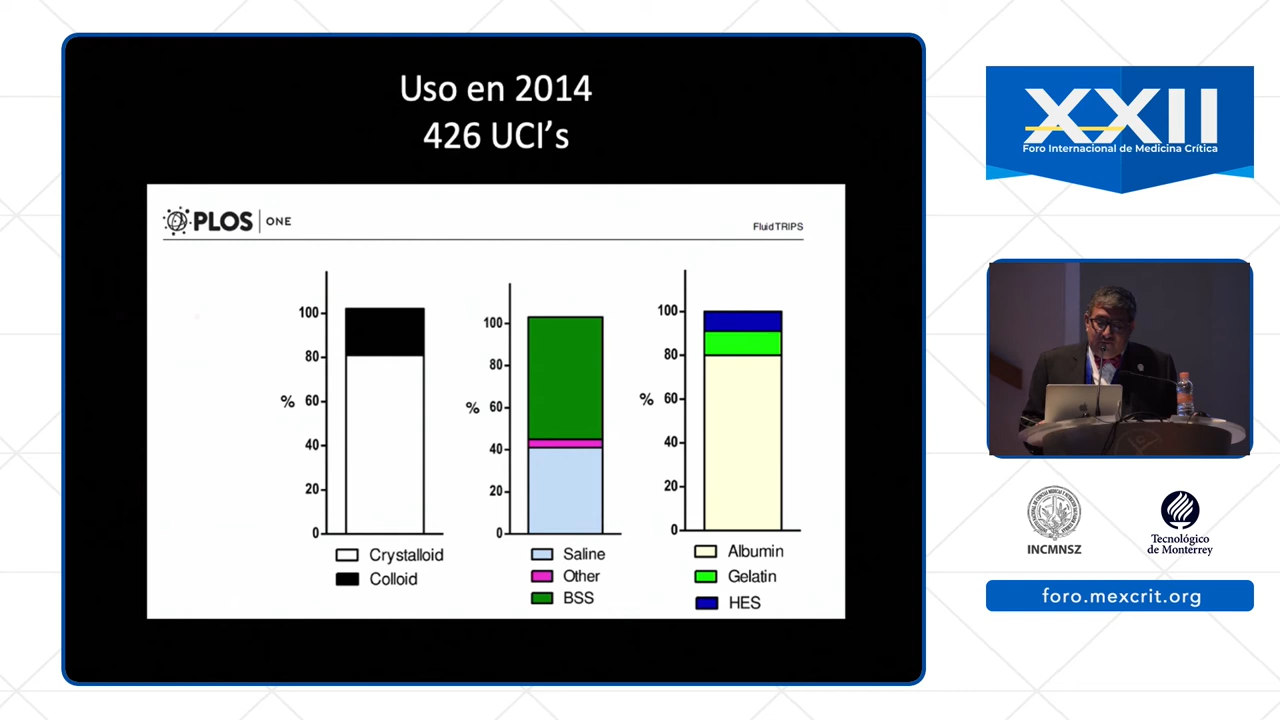 Uso en 2014
426 UCI’s
PLOS ONE
FluidTRIPS
100
80
% 60
40
20
0
Crystalloid
Colloid
100
80
% 60
40
20
0
Saline
Other
BSS
100
80
% 60
40
20
0
Albumin
Gelatin
HES
XXII
Foro Internacional de Medicina Crítica
INCMNSZ
Tecnológico
de Monterrey
foro.mexcrit.org